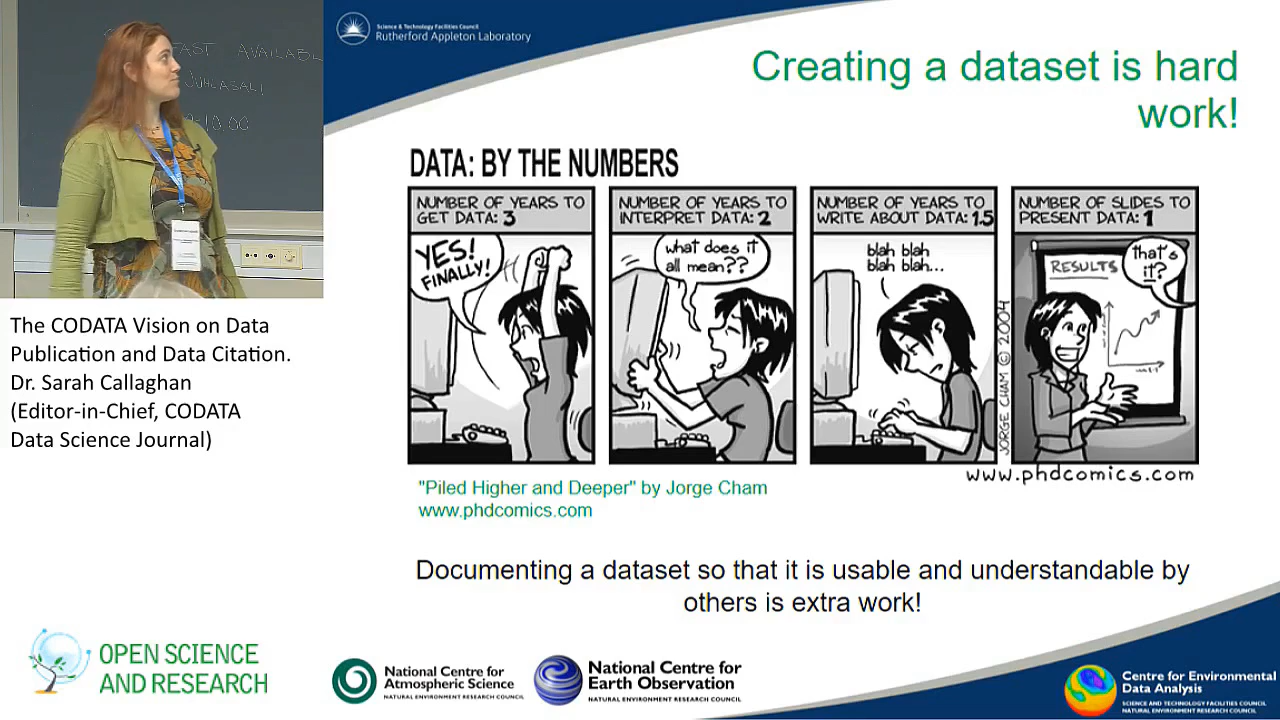 AST AVAILABL
10.00
The CODATA Vision on Data
Publication and Data Citation.
Dr. Sarah Callaghan
(Editor-in-Chief, CODATA
Data Science Journal)
OPEN SCIENCE
AND RESEARCH
Science & Technology Facilities Council
Rutherford Appleton Laboratory
Creating a dataset is hard
work!
DATA: BY THE NUMBERS
NUMBER OF YEARS TO
GET DATA: 3
YES!
FINALLY!
NUMBER OF YEARS TO
INTERPRET DATA: 2
what does it
all mean??
NUMBER OF YEARS TO
WRITE ABOUT DATA: 1.5
blah blah
blah blah...
NUMBER OF SLIDES TO
PRESENT DATA: 1
RESULTS
that's
it?
JORGE CHAM © 2004
www.phdcomics.com
"Piled Higher and Deeper" by Jorge Cham
www.phdcomics.com
Documenting a dataset so that it is usable and understandable by
others is extra work!
National Centre for
Atmospheric Science
NATURAL ENVIRONMENT RESEARCH COUNCIL
National Centre for
Earth Observation
NATURAL ENVIRONMENT RESEARCH COUNCIL
Centre for Environmental
Data Analysis
SCIENCE AND TECHNOLOGY FACILITIES COUNCIL
NATURAL ENVIRONMENT RESEARCH COUNCIL